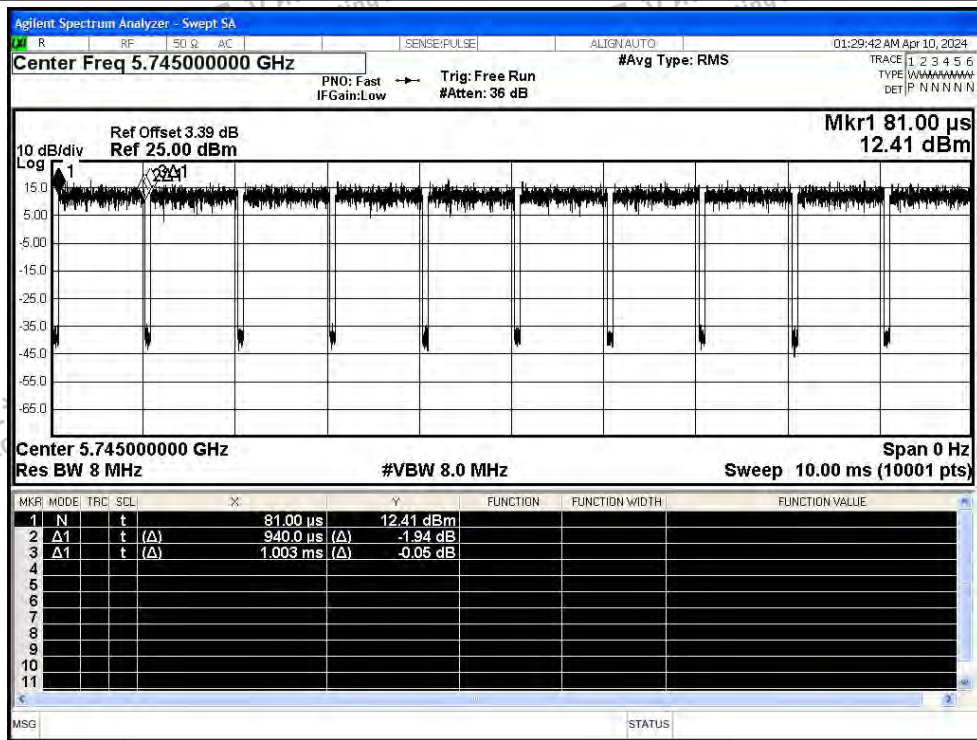 Agilent Spectrum Analyzer - Swept SA
R RF 50 Ω AC SENSE:PULSE ALIGN AUTO 01:29:42 AM Apr 10, 2024
Center Freq 5.745000000 GHz #Avg Type: RMS TRACE 1 2 3 4 5 6
PNO: Fast Trig: Free Run TYPE WWWWWW
IFGain:Low #Atten: 36 dB DET P N N N N N
Mkr1 81.00 µs
Ref Offset 3.39 dB
10 dB/div Ref 25.00 dBm 12.41 dBm
Log
1
15.0
5.00
-5.00
-15.0
-25.0
-35.0
-45.0
-55.0
-65.0
Center 5.745000000 GHz Span 0 Hz
Res BW 8 MHz #VBW 8.0 MHz Sweep 10.00 ms (10001 pts)
MKR MODE TRC SCL X Y FUNCTION FUNCTION WIDTH FUNCTION VALUE
1 N t 81.00 µs 12.41 dBm
2 Δ1 t (Δ) 940.0 µs (Δ) -1.94 dB
3 Δ1 t (Δ) 1.003 ms (Δ) -0.05 dB
4
5
6
7
8
9
10
11
MSG STATUS